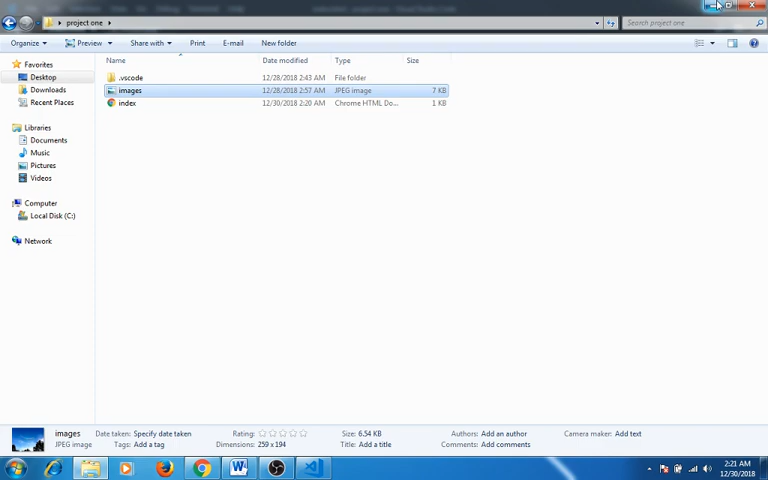 project one
Search project one
Organize Preview Share with Print E-mail New folder
Name Date modified Type Size
.vscode 12/28/2018 2:43 AM File folder
images 12/28/2018 2:57 AM JPEG image 7 KB
index 12/30/2018 2:20 AM Chrome HTML Do... 1 KB
Favorites
Desktop
Downloads
Recent Places
Libraries
Documents
Music
Pictures
Videos
Computer
Local Disk (C:)
Network
images Date taken: Specify date taken Rating: Size: 6.54 KB Authors: Add an author Camera maker: Add text
JPEG image Tags: Add a tag Dimensions: 259 x 194 Title: Add a title Comments: Add comments
2:21 AM
12/30/2018